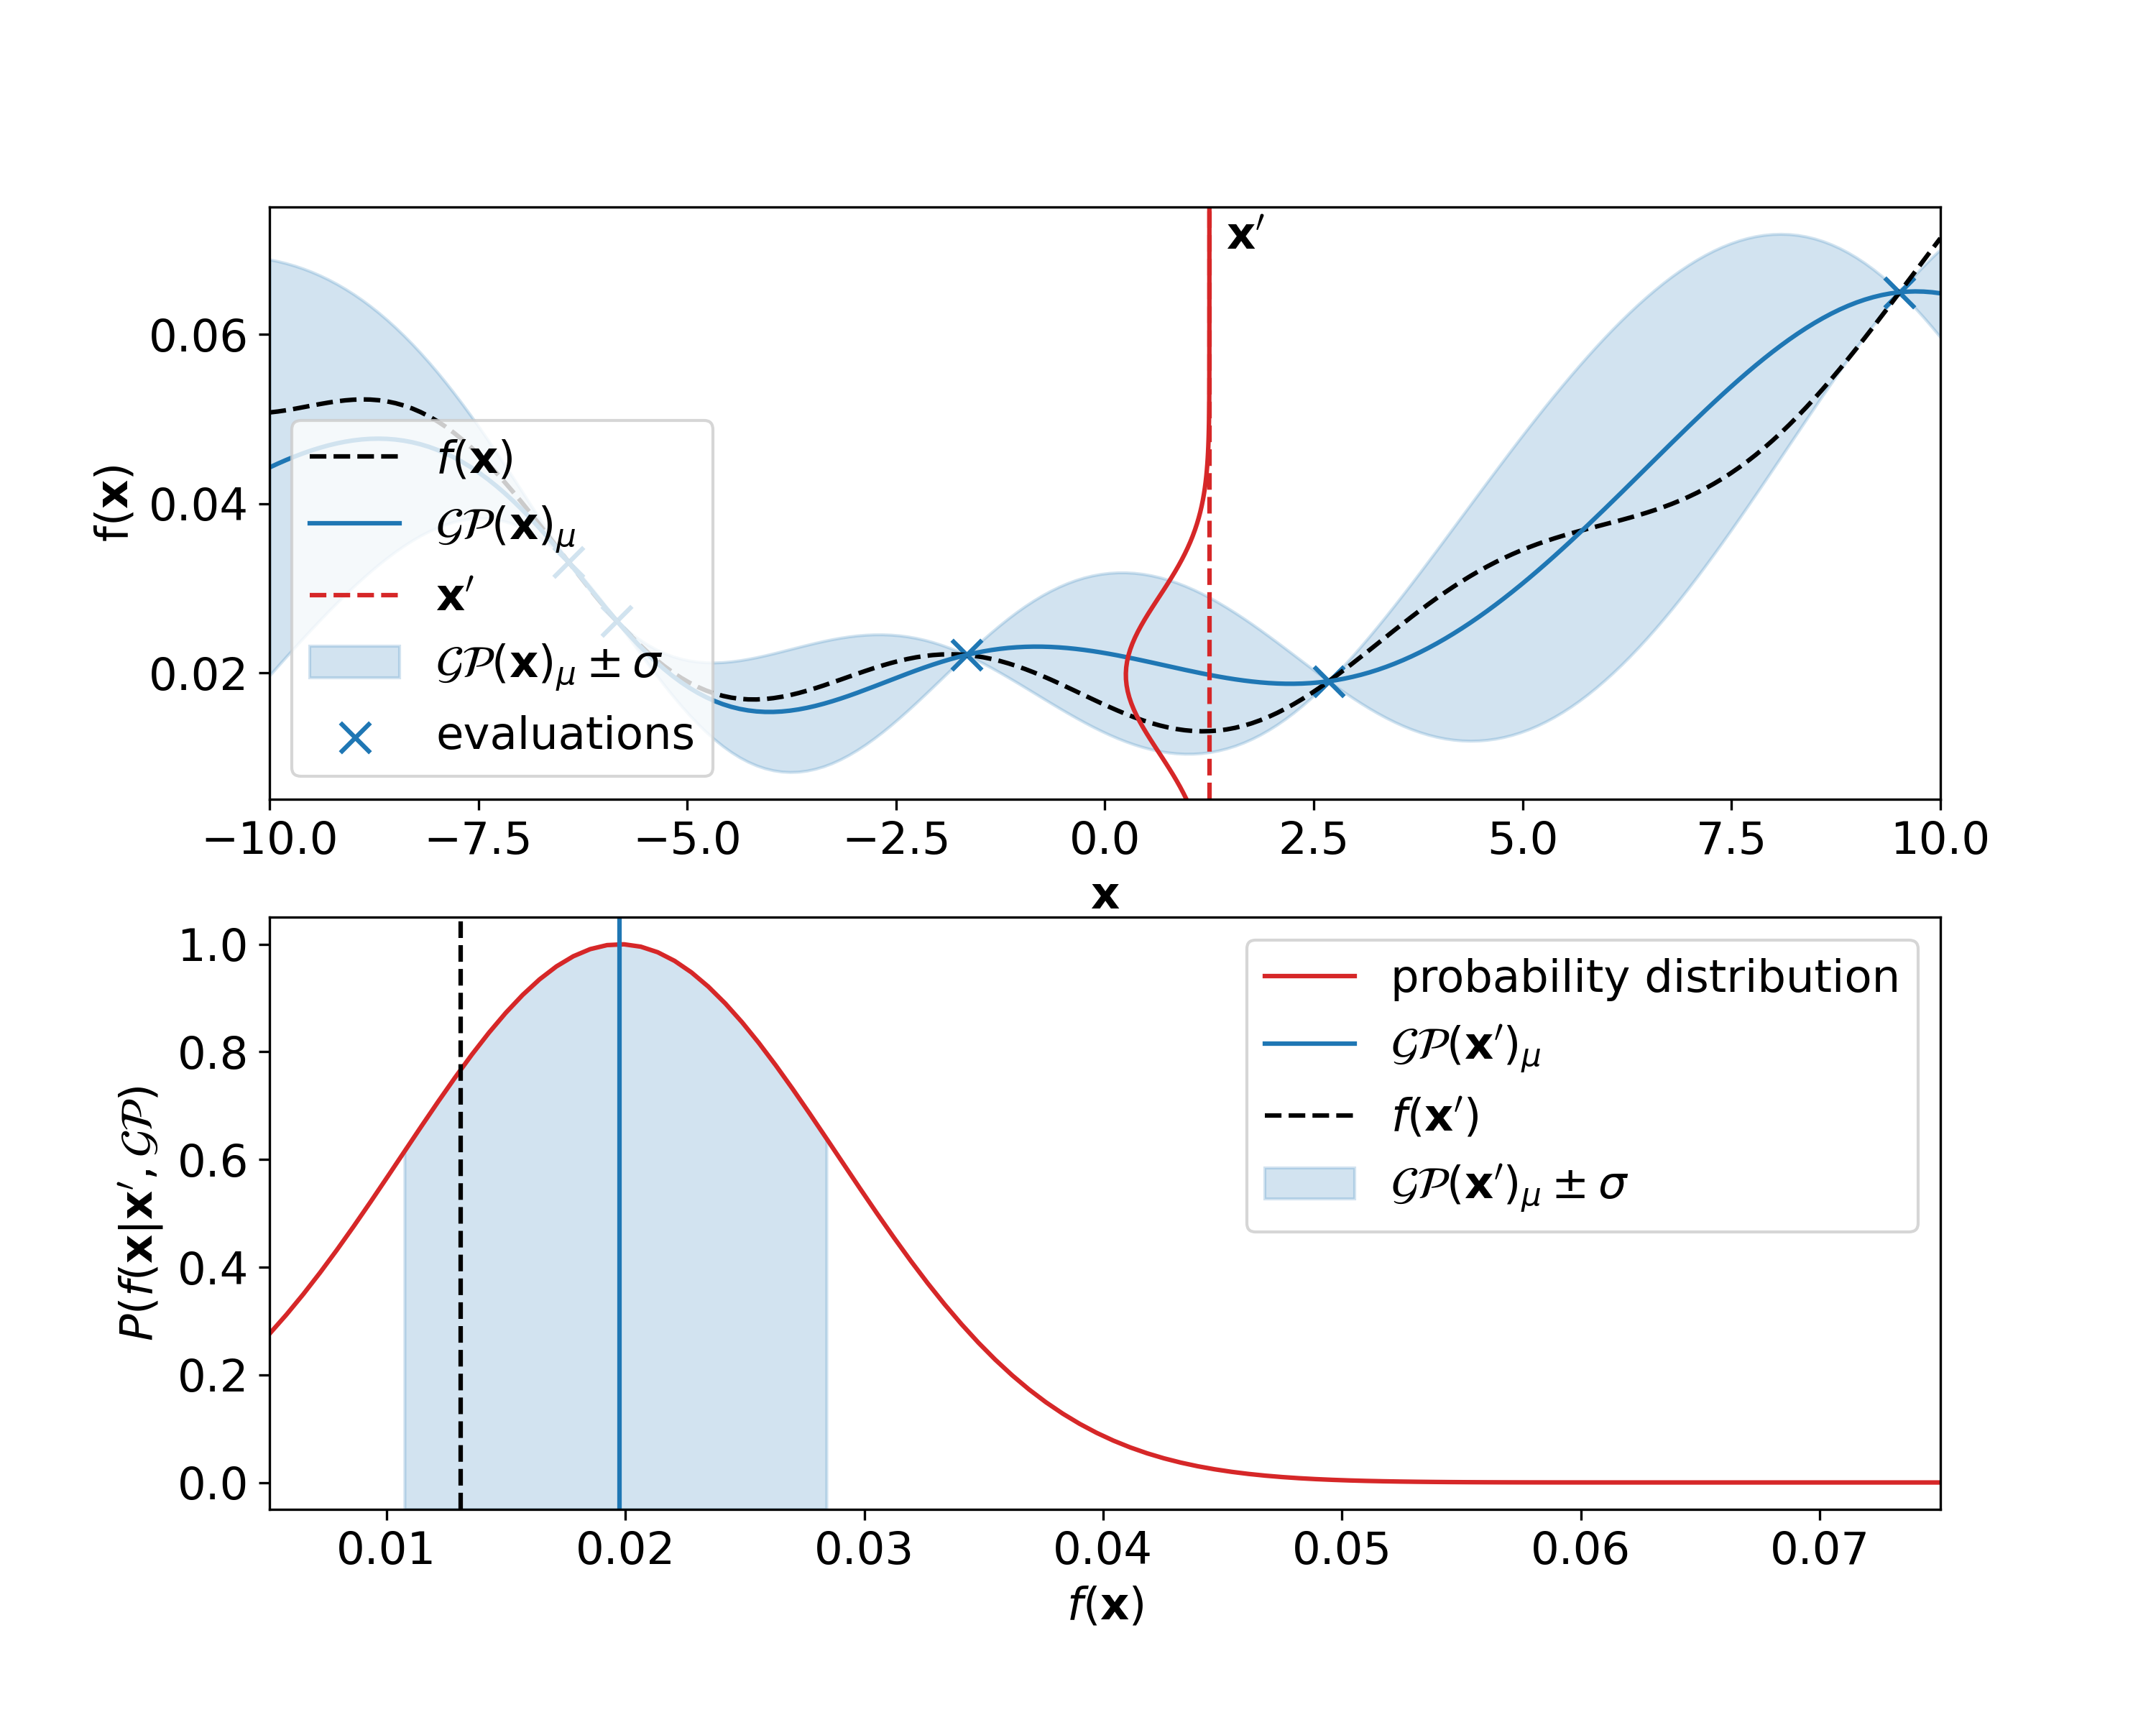 x′
f(x)
0.06
0.04
0.02
f(x)
𝒢𝒫(x)μ
x′
𝒢𝒫(x)μ ± σ
evaluations
−10.0 −7.5 −5.0 −2.5 0.0 2.5 5.0 7.5 10.0
x
P(f(x|x′, 𝒢𝒫)
1.0
0.8
0.6
0.4
0.2
0.0
probability distribution
𝒢𝒫(x′)μ
f(x′)
𝒢𝒫(x′)μ ± σ
0.01 0.02 0.03 0.04 0.05 0.06 0.07
f(x)